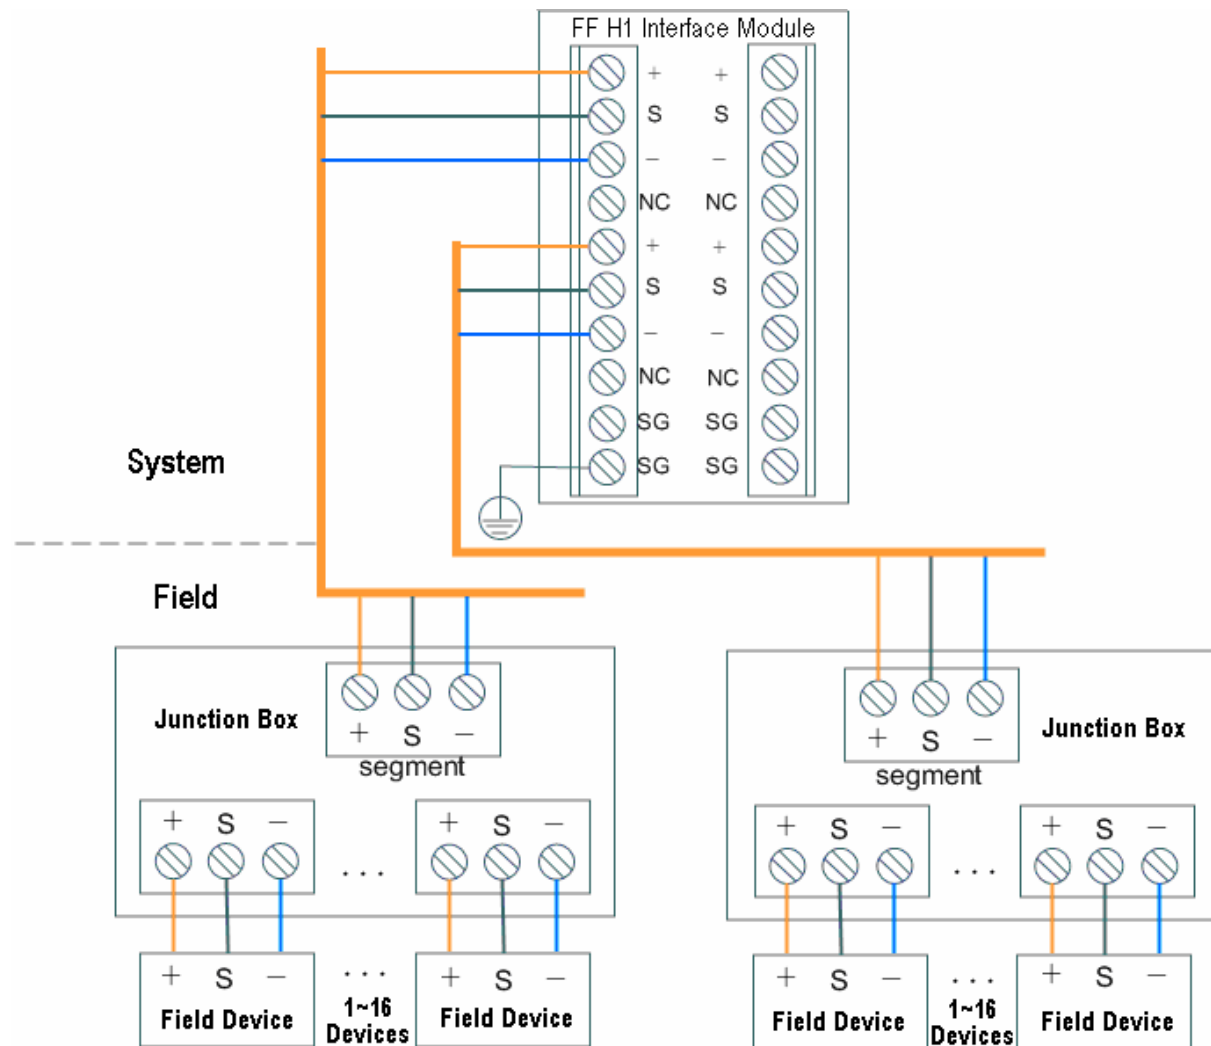 FF H1 Interface Module
+ +
S S
− −
NC NC
+ +
S S
− −
NC NC
SG SG
SG SG
System
Field
Junction Box
+ S −
segment
+ S −
. . .
+ S −
+ S −
Field Device
. . .
1~16
Devices
+ S −
Field Device
Junction Box
+ S −
segment
+ S −
. . .
+ S −
+ S −
Field Device
. . .
1~16
Devices
+ S −
Field Device